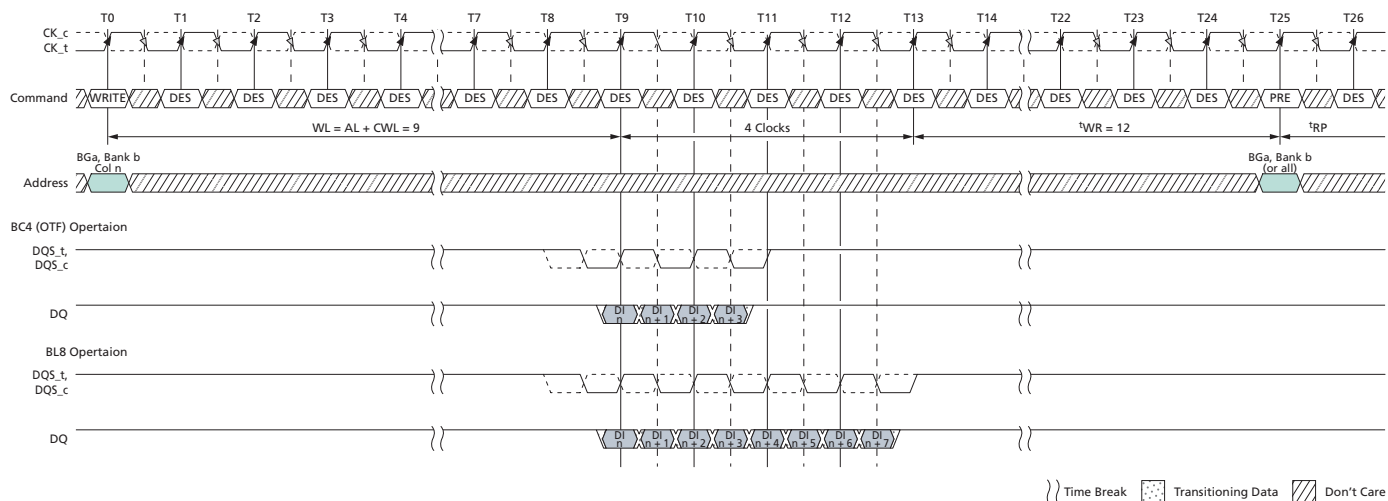 T0 T1 T2 T3 T4 T7 T8 T9 T10 T11 T12 T13 T14 T22 T23 T24 T25 T26
CK_c
CK_t
Command WRITE DES DES DES DES DES DES DES DES DES DES DES DES DES DES DES PRE DES
WL = AL + CWL = 9 4 Clocks tWR = 12 tRP
BGa, Bank b
Col n
BGa, Bank b
(or all)
Address
BC4 (OTF) Opertaion
DQS_t,
DQS_c
DQ DI n DI n + 1 DI n + 2 DI n + 3
BL8 Opertaion
DQS_t,
DQS_c
DQ DI n DI n + 1 DI n + 2 DI n + 3 DI n + 4 DI n + 5 DI n + 6 DI n + 7
Time Break Transitioning Data Don't Care